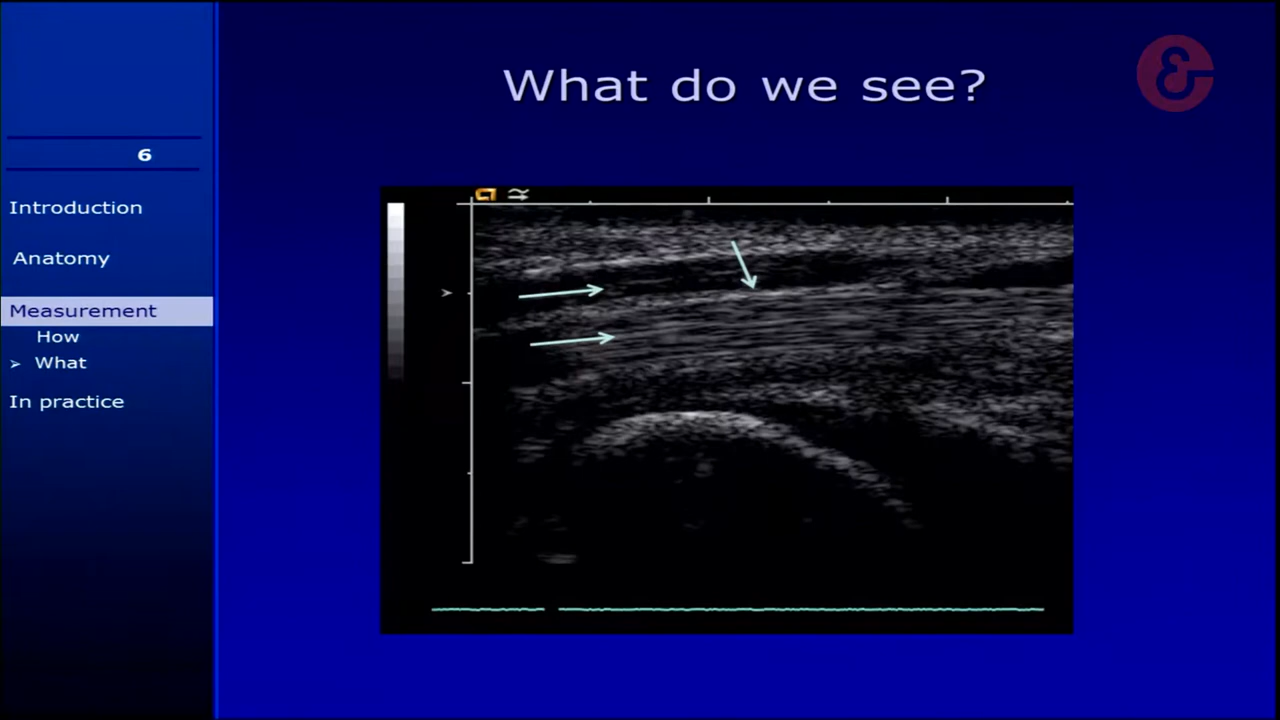 What do we see?
6
Introduction
Anatomy
Measurement
How
➢ What
In practice